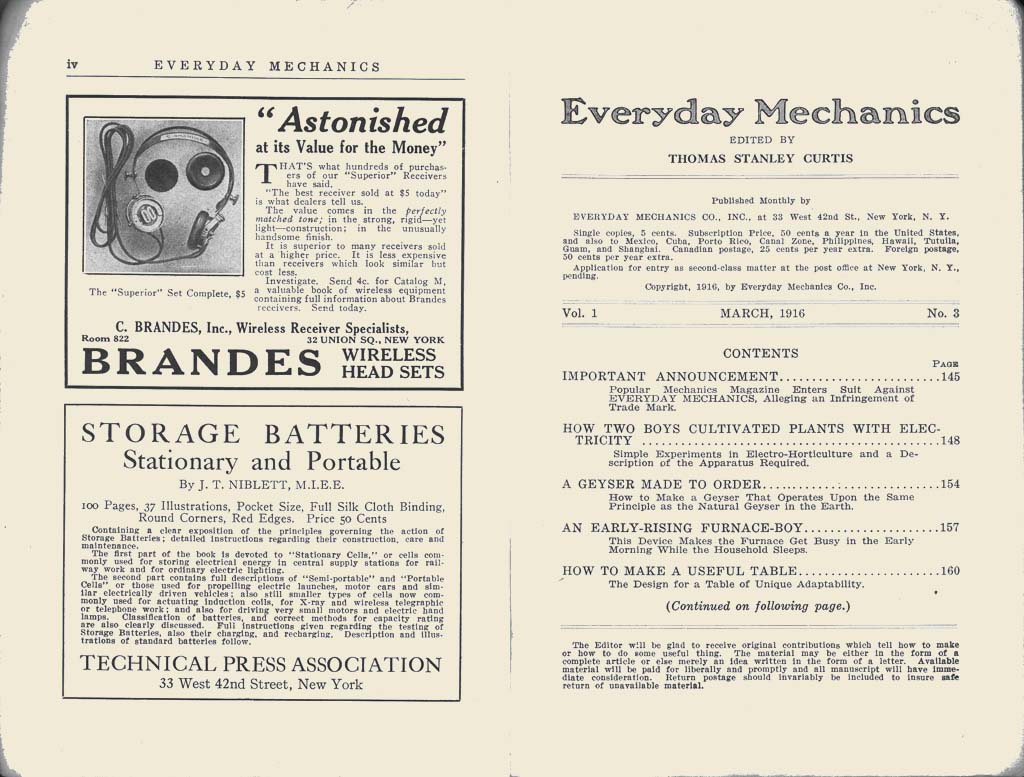 iv EVERYDAY MECHANICS
"Astonished
at its Value for the Money"
THAT'S what hundreds of purchas-
ers of our "Superior" Receivers
have said.
"The best receiver sold at $5 today"
is what dealers tell us.
The value comes in the perfectly
matched tone; in the strong, rigid—yet
light—construction; in the unusually
handsome finish.
It is superior to many receivers sold
at a higher price. It is less expensive
than receivers which look similar but
cost less.
Investigate. Send 4c. for Catalog M,
a valuable book of wireless equipment
containing full information about Brandes
receivers. Send today.
The "Superior" Set Complete, $5
C. BRANDES, Inc., Wireless Receiver Specialists,
Room 822 32 UNION SQ., NEW YORK
BRANDES WIRELESS
HEAD SETS
STORAGE BATTERIES
Stationary and Portable
By J. T. NIBLETT, M.I.E.E.
100 Pages, 37 Illustrations, Pocket Size, Full Silk Cloth Binding,
Round Corners, Red Edges. Price 50 Cents
Containing a clear exposition of the principles governing the action of
Storage Batteries; detailed instructions regarding their construction, care and
maintenance.
The first part of the book is devoted to "Stationary Cells," or cells com-
monly used for storing electrical energy in central supply stations for rail-
way work and for ordinary electric lighting.
The second part contains full descriptions of "Semi-portable" and "Portable
Cells" or those used for propelling electric launches, motor cars and sim-
ilar electrically driven vehicles; also still smaller types of cells now com-
monly used for actuating induction coils, for X-ray and wireless telegraphic
or telephone work; and also for driving very small motors and electric hand
lamps. Classification of batteries, and correct methods for capacity rating
are also clearly discussed. Full instructions given regarding the testing of
Storage Batteries, also their charging, and recharging. Description and illus-
trations of standard batteries follow.
TECHNICAL PRESS ASSOCIATION
33 West 42nd Street, New York
Everyday Mechanics
EDITED BY
THOMAS STANLEY CURTIS
Published Monthly by
EVERYDAY MECHANICS CO., INC., at 33 West 42nd St., New York, N. Y.
Single copies, 5 cents. Subscription Price, 50 cents a year in the United States,
and also to Mexico, Cuba, Porto Rico, Canal Zone, Philippines, Hawaii, Tutuila,
Guam, and Shanghai. Canadian postage, 25 cents per year extra. Foreign postage,
50 cents per year extra.
Application for entry as second-class matter at the post office at New York, N. Y.,
pending.
Copyright, 1916, by Everyday Mechanics Co., Inc.
Vol. 1 MARCH, 1916 No. 3
CONTENTS
PAGE
IMPORTANT ANNOUNCEMENT........................145
Popular Mechanics Magazine Enters Suit Against
EVERYDAY MECHANICS, Alleging an Infringement of
Trade Mark.
HOW TWO BOYS CULTIVATED PLANTS WITH ELEC-
TRICITY ............................................148
Simple Experiments in Electro-Horticulture and a De-
scription of the Apparatus Required.
A GEYSER MADE TO ORDER..........................154
How to Make a Geyser That Operates Upon the Same
Principle as the Natural Geyser in the Earth.
AN EARLY-RISING FURNACE-BOY....................157
This Device Makes the Furnace Get Busy in the Early
Morning While the Household Sleeps.
HOW TO MAKE A USEFUL TABLE.....................160
The Design for a Table of Unique Adaptability.
(Continued on following page.)
The Editor will be glad to receive original contributions which tell how to make
or how to do some useful thing. The material may be either in the form of a
complete article or else merely an idea written in the form of a letter. Available
material will be paid for liberally and promptly and all manuscript will have imme-
diate consideration. Return postage should invariably be included to insure safe
return of unavailable material.